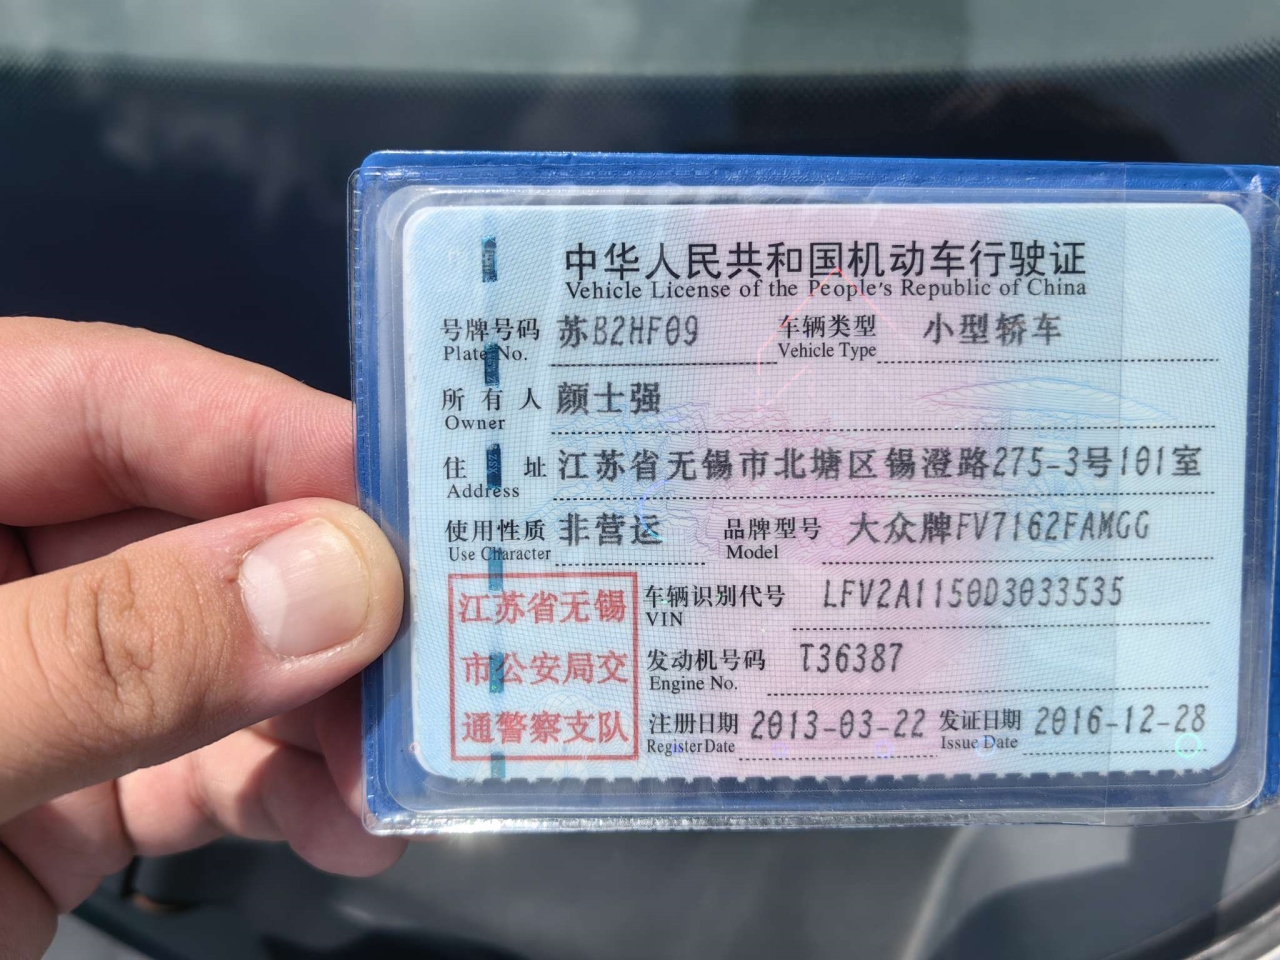 中华人民共和国机动车行驶证
Vehicle License of the People's Republic of China
号牌号码 苏B2HF09 车辆类型 小型轿车
Plate No. Vehicle Type
所有人 颜士强
Owner
住址 江苏省无锡市北塘区锡澄路275-3号101室
Address
使用性质 非营运 品牌型号 大众牌FV7162FAMGG
Use Character Model
江苏省无锡
市公安局交
通警察支队
车辆识别代号 LFV2A1150D3033535
VIN
发动机号码 T36387
Engine No.
注册日期 2013-03-22 发证日期 2016-12-28
Register Date Issue Date